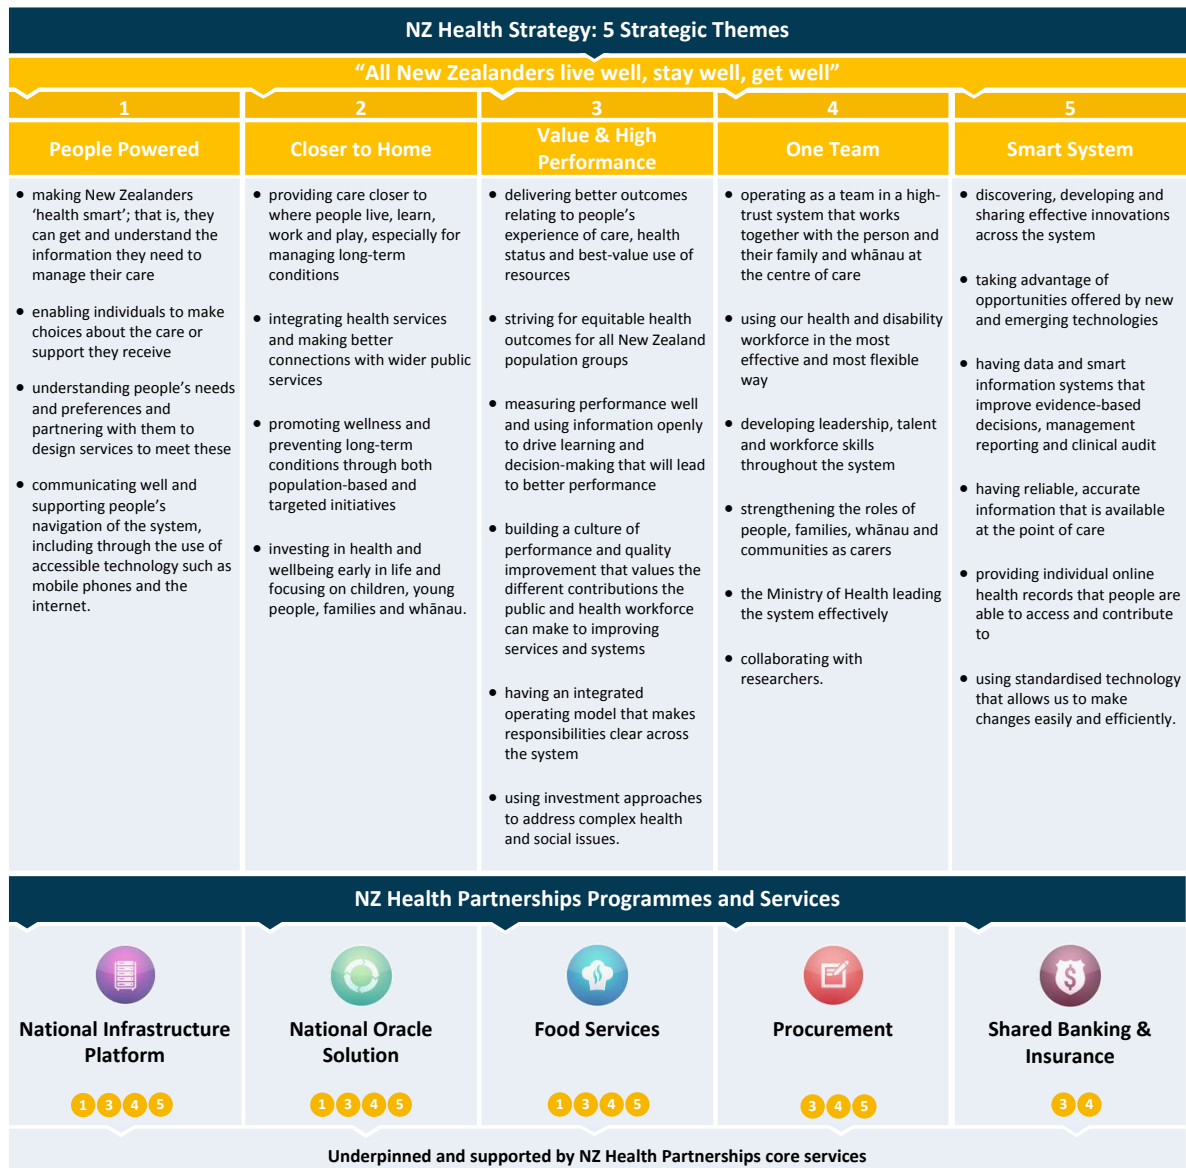 NZ Health Strategy: 5 Strategic Themes
“All New Zealanders live well, stay well, get well”
1
People Powered
• making New Zealanders
‘health smart’; that is, they
can get and understand the
information they need to
manage their care
• enabling individuals to make
choices about the care or
support they receive
• understanding people’s needs
and preferences and
partnering with them to
design services to meet these
• communicating well and
supporting people’s
navigation of the system,
including through the use of
accessible technology such as
mobile phones and the
internet.
2
Closer to Home
• providing care closer to
where people live, learn,
work and play, especially for
managing long-term
conditions
• integrating health services
and making better
connections with wider public
services
• promoting wellness and
preventing long-term
conditions through both
population-based and
targeted initiatives
• investing in health and
wellbeing early in life and
focusing on children, young
people, families and whānau.
3
Value & High
Performance
• delivering better outcomes
relating to people’s
experience of care, health
status and best-value use of
resources
• striving for equitable health
outcomes for all New Zealand
population groups
• measuring performance well
and using information openly
to drive learning and
decision-making that will lead
to better performance
• building a culture of
performance and quality
improvement that values the
different contributions the
public and health workforce
can make to improving
services and systems
• having an integrated
operating model that makes
responsibilities clear across
the system
• using investment approaches
to address complex health
and social issues.
4
One Team
• operating as a team in a high-
trust system that works
together with the person and
their family and whānau at
the centre of care
• using our health and disability
workforce in the most
effective and most flexible
way
• developing leadership, talent
and workforce skills
throughout the system
• strengthening the roles of
people, families, whānau and
communities as carers
• the Ministry of Health leading
the system effectively
• collaborating with
researchers.
5
Smart System
• discovering, developing and
sharing effective innovations
across the system
• taking advantage of
opportunities offered by new
and emerging technologies
• having data and smart
information systems that
improve evidence-based
decisions, management
reporting and clinical audit
• having reliable, accurate
information that is available
at the point of care
• providing individual online
health records that people are
able to access and contribute
to
• using standardised technology
that allows us to make
changes easily and efficiently.
NZ Health Partnerships Programmes and Services
National Infrastructure
Platform
1 3 4 5
National Oracle
Solution
1 3 4 5
Food Services
1 3 4 5
Procurement
3 4 5
$
Shared Banking &
Insurance
3 4
Underpinned and supported by NZ Health Partnerships core services